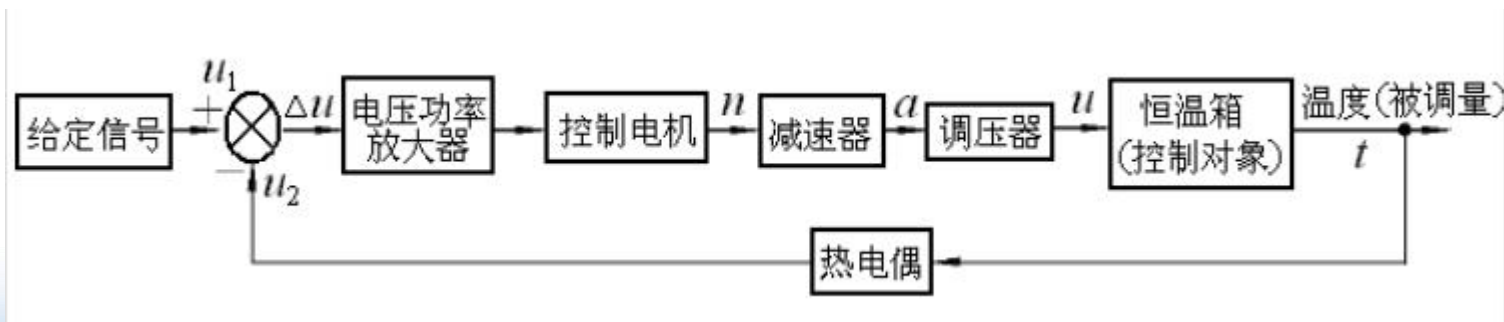 给定信号
u₁
+
−
u₂
Δu
电压功率
放大器
控制电机
n
减速器
a
调压器
u
恒温箱
(控制对象)
温度(被调量)
t
热电偶